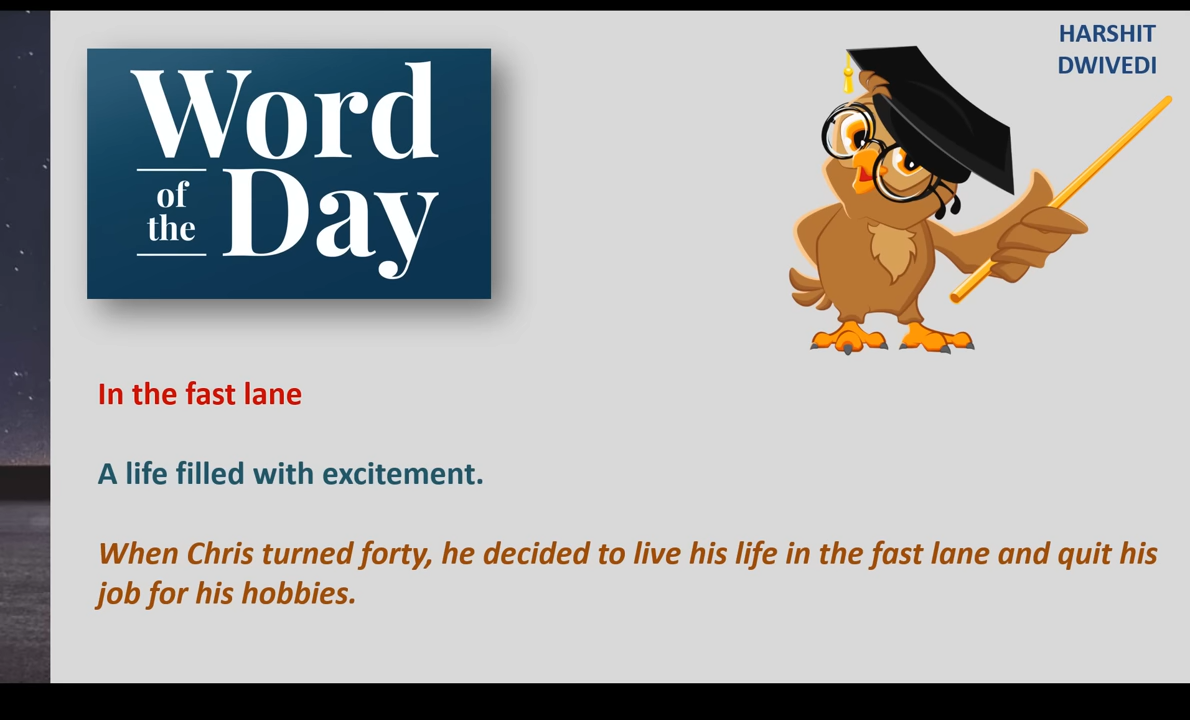 HARSHIT
DWIVEDI
Word
of
the
Day
In the fast lane
A life filled with excitement.
When Chris turned forty, he decided to live his life in the fast lane and quit his
job for his hobbies.